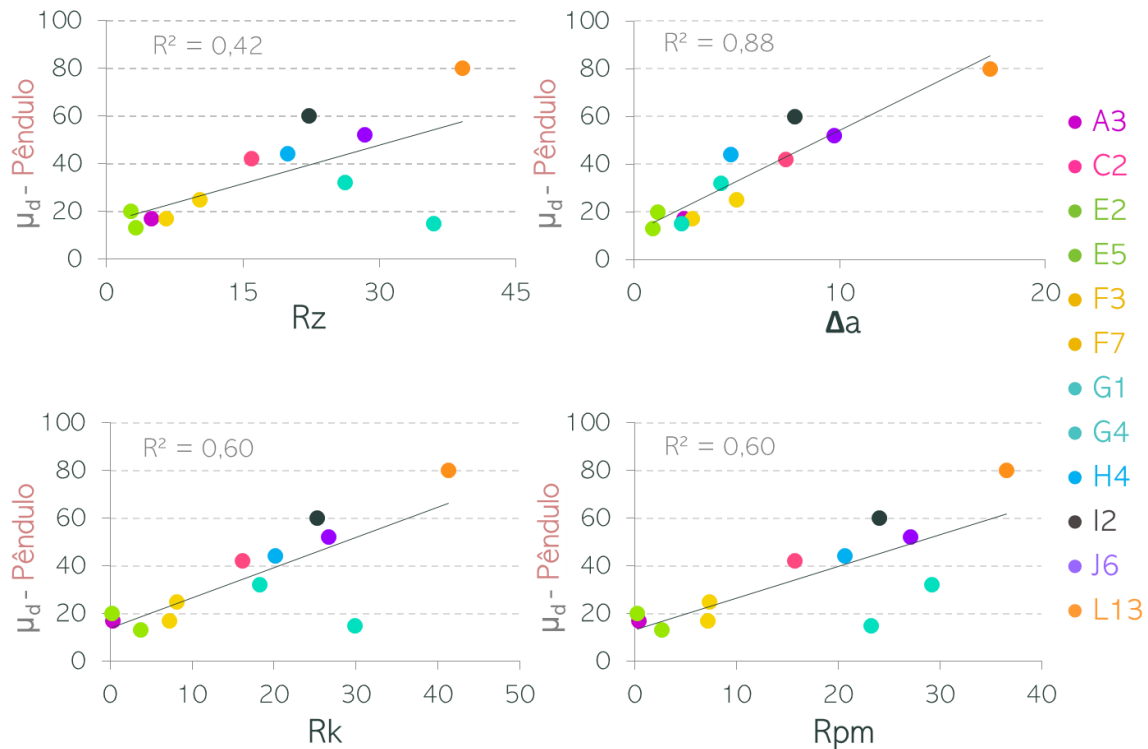 100
80
60
40
20
0
μd - Pêndulo
R² = 0,42
0 15 30 45
Rz
100
80
60
40
20
0
μd - Pêndulo
R² = 0,88
0 10 20
Δa
100
80
60
40
20
0
μd - Pêndulo
R² = 0,60
0 10 20 30 40 50
Rk
100
80
60
40
20
0
μd - Pêndulo
R² = 0,60
0 10 20 30 40
Rpm
A3
C2
E2
E5
F3
F7
G1
G4
H4
I2
J6
L13